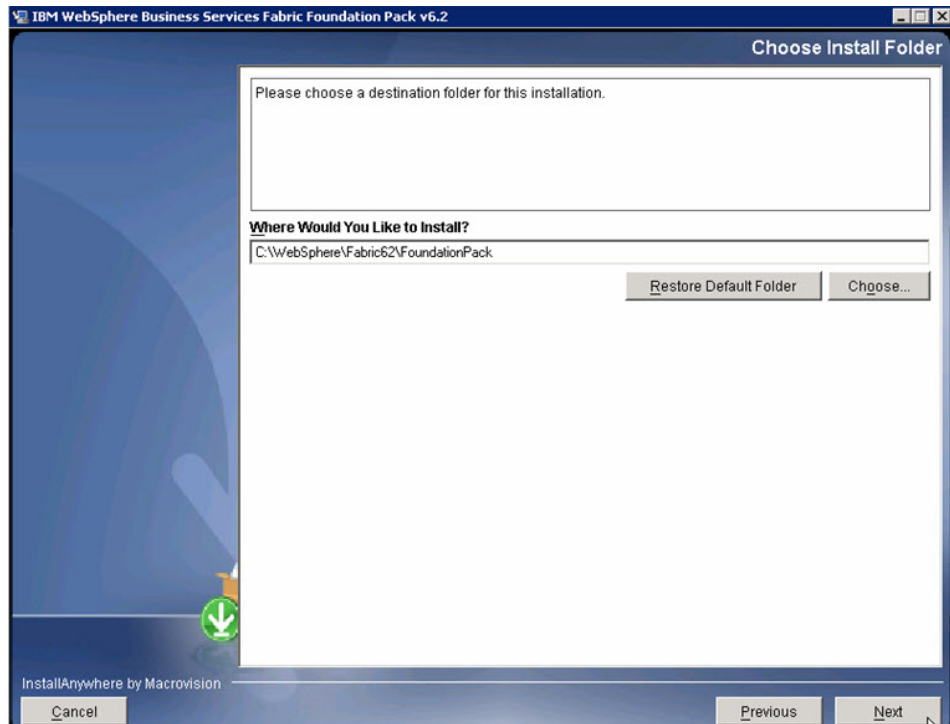 IBM WebSphere Business Services Fabric Foundation Pack v6.2
Choose Install Folder
Please choose a destination folder for this installation.
Where Would You Like to Install?
C:\WebSphere\Fabric62\FoundationPack
Restore Default Folder
Choose...
InstallAnywhere by Macrovision
Cancel
Previous
Next